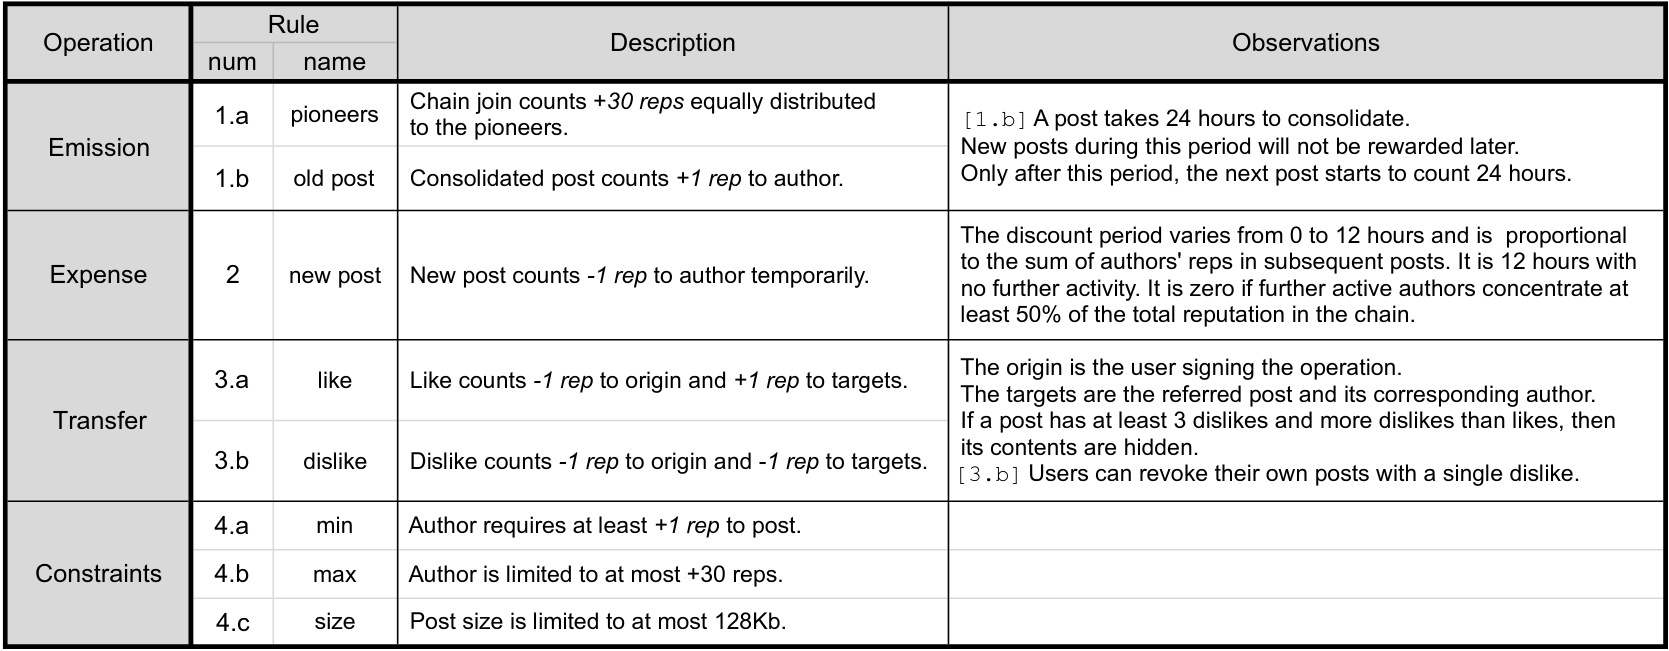 Operation
Rule
num
name
Description
Observations
Emission
1.a
pioneers
Chain join counts +30 reps equally distributed
to the pioneers.
1.b
old post
Consolidated post counts +1 rep to author.
[1.b] A post takes 24 hours to consolidate.
New posts during this period will not be rewarded later.
Only after this period, the next post starts to count 24 hours.
Expense
2
new post
New post counts -1 rep to author temporarily.
The discount period varies from 0 to 12 hours and is  proportional
to the sum of authors' reps in subsequent posts. It is 12 hours with
no further activity. It is zero if further active authors concentrate at
least 50% of the total reputation in the chain.
Transfer
3.a
like
Like counts -1 rep to origin and +1 rep to targets.
3.b
dislike
Dislike counts -1 rep to origin and -1 rep to targets.
The origin is the user signing the operation.
The targets are the referred post and its corresponding author.
If a post has at least 3 dislikes and more dislikes than likes, then
its contents are hidden.
[3.b] Users can revoke their own posts with a single dislike.
Constraints
4.a
min
Author requires at least +1 rep to post.
4.b
max
Author is limited to at most +30 reps.
4.c
size
Post size is limited to at most 128Kb.